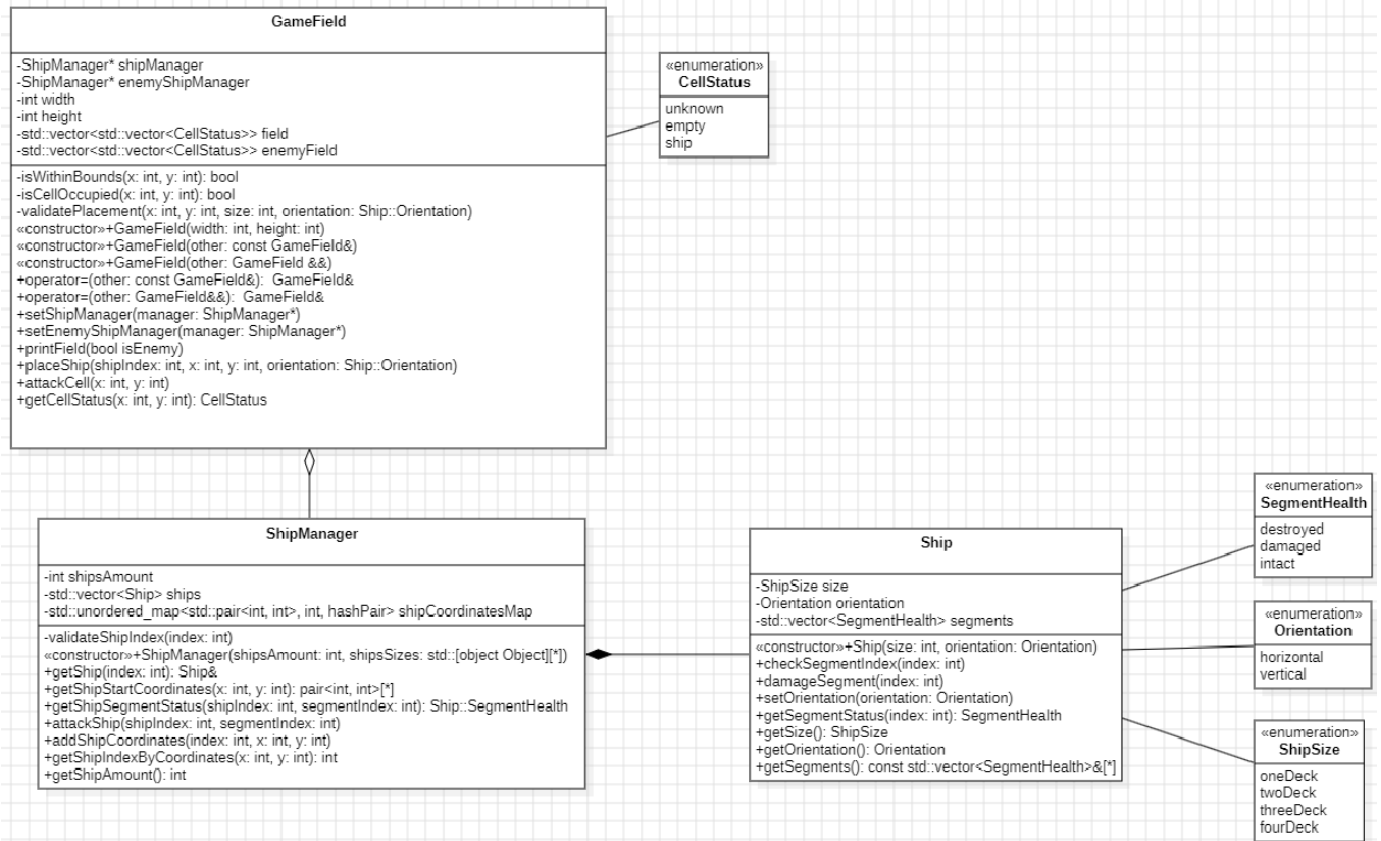 GameField
-ShipManager* shipManager
-ShipManager* enemyShipManager
-int width
-int height
-std::vector<std::vector<CellStatus>> field
-std::vector<std::vector<CellStatus>> enemyField
-isWithinBounds(x: int, y: int): bool
-isCellOccupied(x: int, y: int): bool
-validatePlacement(x: int, y: int, size: int, orientation: Ship::Orientation)
«constructor»+GameField(width: int, height: int)
«constructor»+GameField(other: const GameField&)
«constructor»+GameField(other: GameField &&)
+operator=(other: const GameField&): GameField&
+operator=(other: GameField&&): GameField&
+setShipManager(manager: ShipManager*)
+setEnemyShipManager(manager: ShipManager*)
+printField(bool isEnemy)
+placeShip(shipIndex: int, x: int, y: int, orientation: Ship::Orientation)
+attackCell(x: int, y: int)
+getCellStatus(x: int, y: int): CellStatus
«enumeration»
CellStatus
unknown
empty
ship
ShipManager
-int shipsAmount
-std::vector<Ship> ships
-std::unordered_map<std::pair<int, int>, int, hashPair> shipCoordinatesMap
-validateShipIndex(index: int)
«constructor»+ShipManager(shipsAmount: int, shipsSizes: std::[object Object][*])
+getShip(index: int): Ship&
+getShipStartCoordinates(x: int, y: int): pair<int, int>[*]
+getShipSegmentStatus(shipIndex: int, segmentIndex: int): Ship::SegmentHealth
+attackShip(shipIndex: int, segmentIndex: int)
+addShipCoordinates(index: int, x: int, y: int)
+getShipIndexByCoordinates(x: int, y: int): int
+getShipAmount(): int
Ship
-ShipSize size
-Orientation orientation
-std::vector<SegmentHealth> segments
«constructor»+Ship(size: int, orientation: Orientation)
+checkSegmentIndex(index: int)
+damageSegment(index: int)
+setOrientation(orientation: Orientation)
+getSegmentStatus(index: int): SegmentHealth
+getSize(): ShipSize
+getOrientation(): Orientation
+getSegments(): const std::vector<SegmentHealth>&[*]
«enumeration»
SegmentHealth
destroyed
damaged
intact
«enumeration»
Orientation
horizontal
vertical
«enumeration»
ShipSize
oneDeck
twoDeck
threeDeck
fourDeck